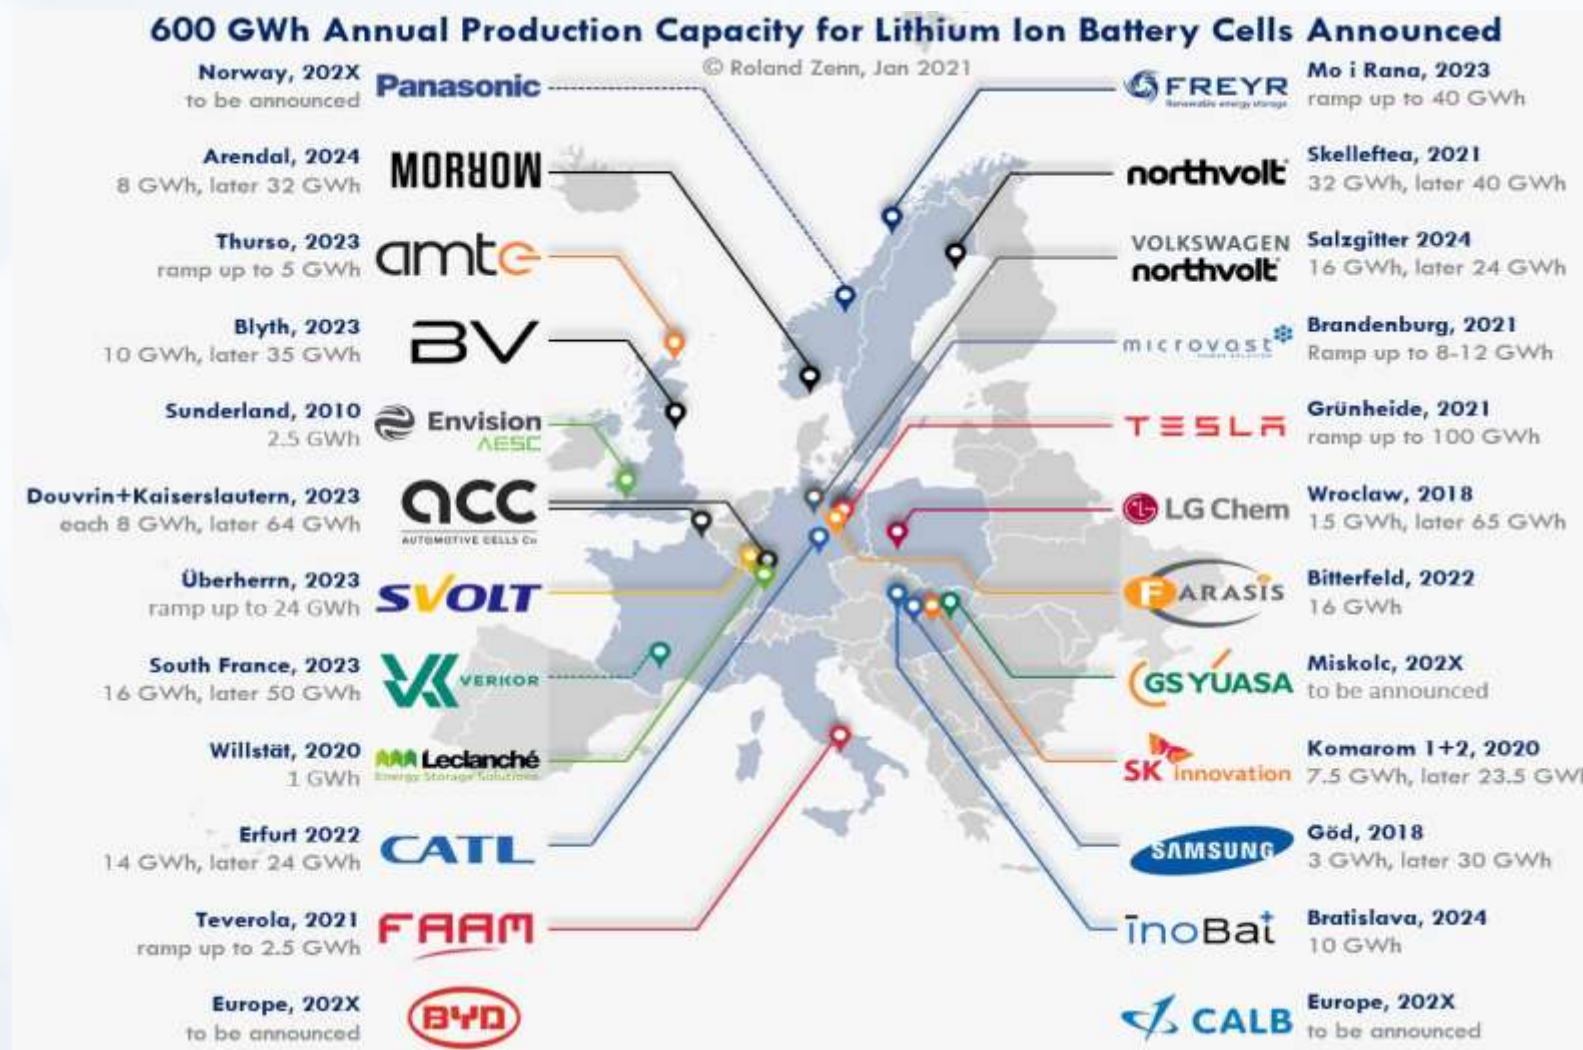 600 GWh Annual Production Capacity for Lithium Ion Battery Cells Announced
© Roland Zenn, Jan 2021
Norway, 202X
to be announced
Panasonic
Arendal, 2024
8 GWh, later 32 GWh
MORROW
Thurso, 2023
ramp up to 5 GWh
amte
Blyth, 2023
10 GWh, later 35 GWh
BV
Sunderland, 2010
2.5 GWh
Envision
AESC
Douvrin+Kaiserslautern, 2023
each 8 GWh, later 64 GWh
acc
AUTOMOTIVE CELLS Co
Überherrn, 2023
ramp up to 24 GWh
SVOLT
South France, 2023
16 GWh, later 50 GWh
VERKOR
Willstät, 2020
1 GWh
Leclanché
Energy Storage Solutions
Erfurt 2022
14 GWh, later 24 GWh
CATL
Teverola, 2021
ramp up to 2.5 GWh
FAAM
Europe, 202X
to be announced
BYD
FREYR
Renewable energy storage
Mo i Rana, 2023
ramp up to 40 GWh
northvolt
Skelleftea, 2021
32 GWh, later 40 GWh
VOLKSWAGEN
northvolt
Salzgitter 2024
16 GWh, later 24 GWh
microvast
Brandenburg, 2021
Ramp up to 8-12 GWh
TESLA
Grünheide, 2021
ramp up to 100 GWh
LG Chem
Wroclaw, 2018
15 GWh, later 65 GWh
FARASIS
Bitterfeld, 2022
16 GWh
GS YUASA
Miskolc, 202X
to be announced
SK innovation
Komarom 1+2, 2020
7.5 GWh, later 23.5 GWh
SAMSUNG
Göd, 2018
3 GWh, later 30 GWh
inoBat
Bratislava, 2024
10 GWh
CALB
Europe, 202X
to be announced